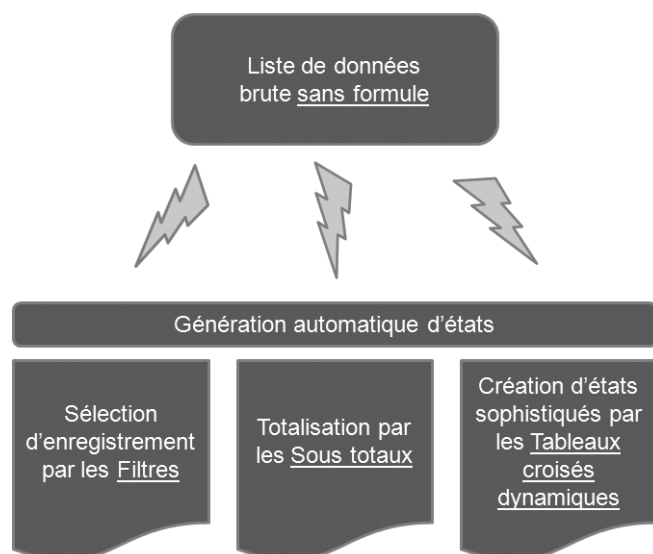 Liste de données
brute sans formule
Génération automatique d’états
Sélection
d’enregistrement
par les Filtres
Totalisation par
les Sous totaux
Création d’états
sophistiqués par
les Tableaux
croisés
dynamiques